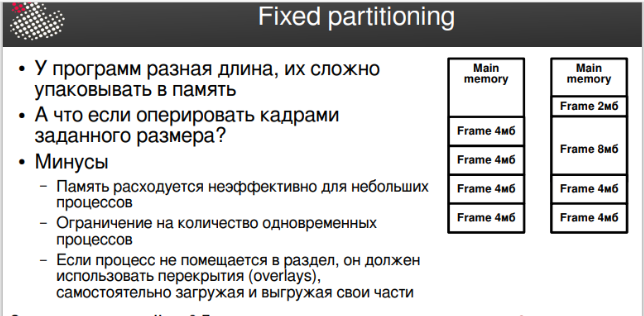 Fixed partitioning
• У программ разная длина, их сложно
упаковывать в память
• А что если оперировать кадрами
заданного размера?
• Минусы
– Память расходуется неэффективно для небольших
процессов
– Ограничение на количество одновременных
процессов
– Если процесс не помещается в раздел, он должен
использовать перекрытия (overlays),
самостоятельно загружая и выгружая свои части
Main
memory
Frame 4мб
Frame 4мб
Frame 4мб
Frame 4мб
Main
memory
Frame 2мб
Frame 8мб
Frame 4мб
Frame 4мб